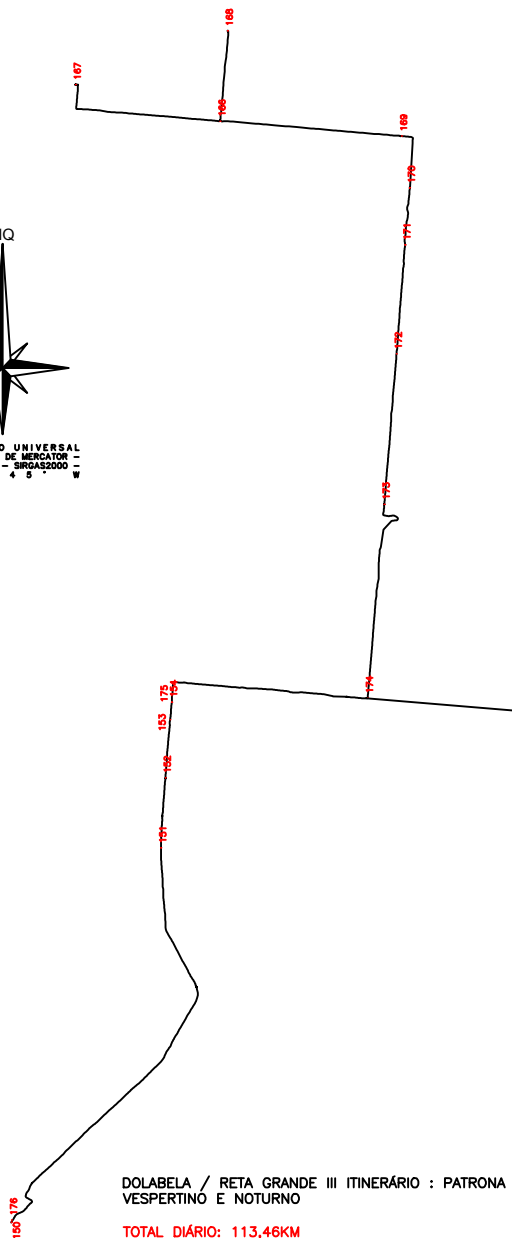 168
167
166
169
170
171
NQ
172
O UNIVERSAL
DE MERCATOR -
- SIRGAS2000 -
4 5 ° W
173
174
175
154
153
152
151
DOLABELA / RETA GRANDE III ITINERÁRIO : PATRONA
VESPERTINO E NOTURNO
176
150
TOTAL DIÁRIO: 113,46KM